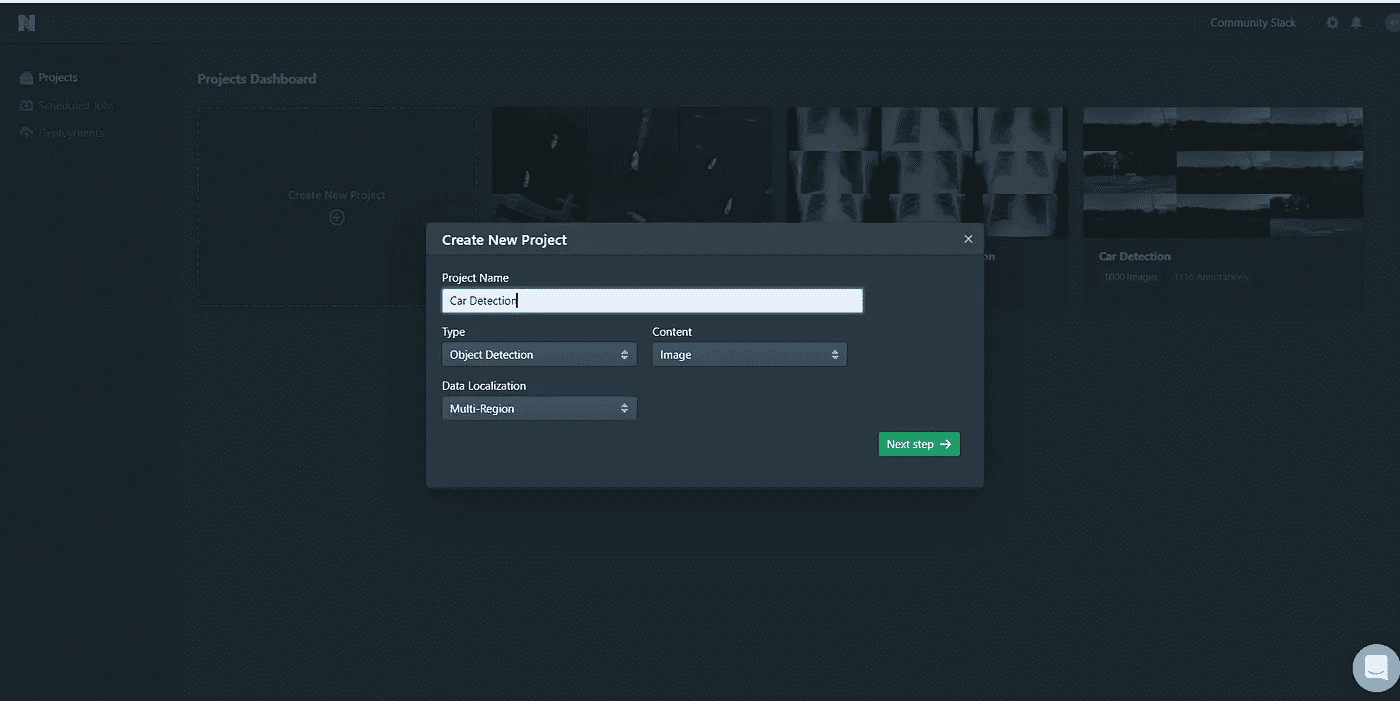 Community Slack
Projects
Scheduled Jobs
Deployments
Projects Dashboard
Create New Project
Car Detection
1000 Images 1116 Annotations
Create New Project
Project Name
Car Detection
Type Content
Object Detection Image
Data Localization
Multi-Region
Next step